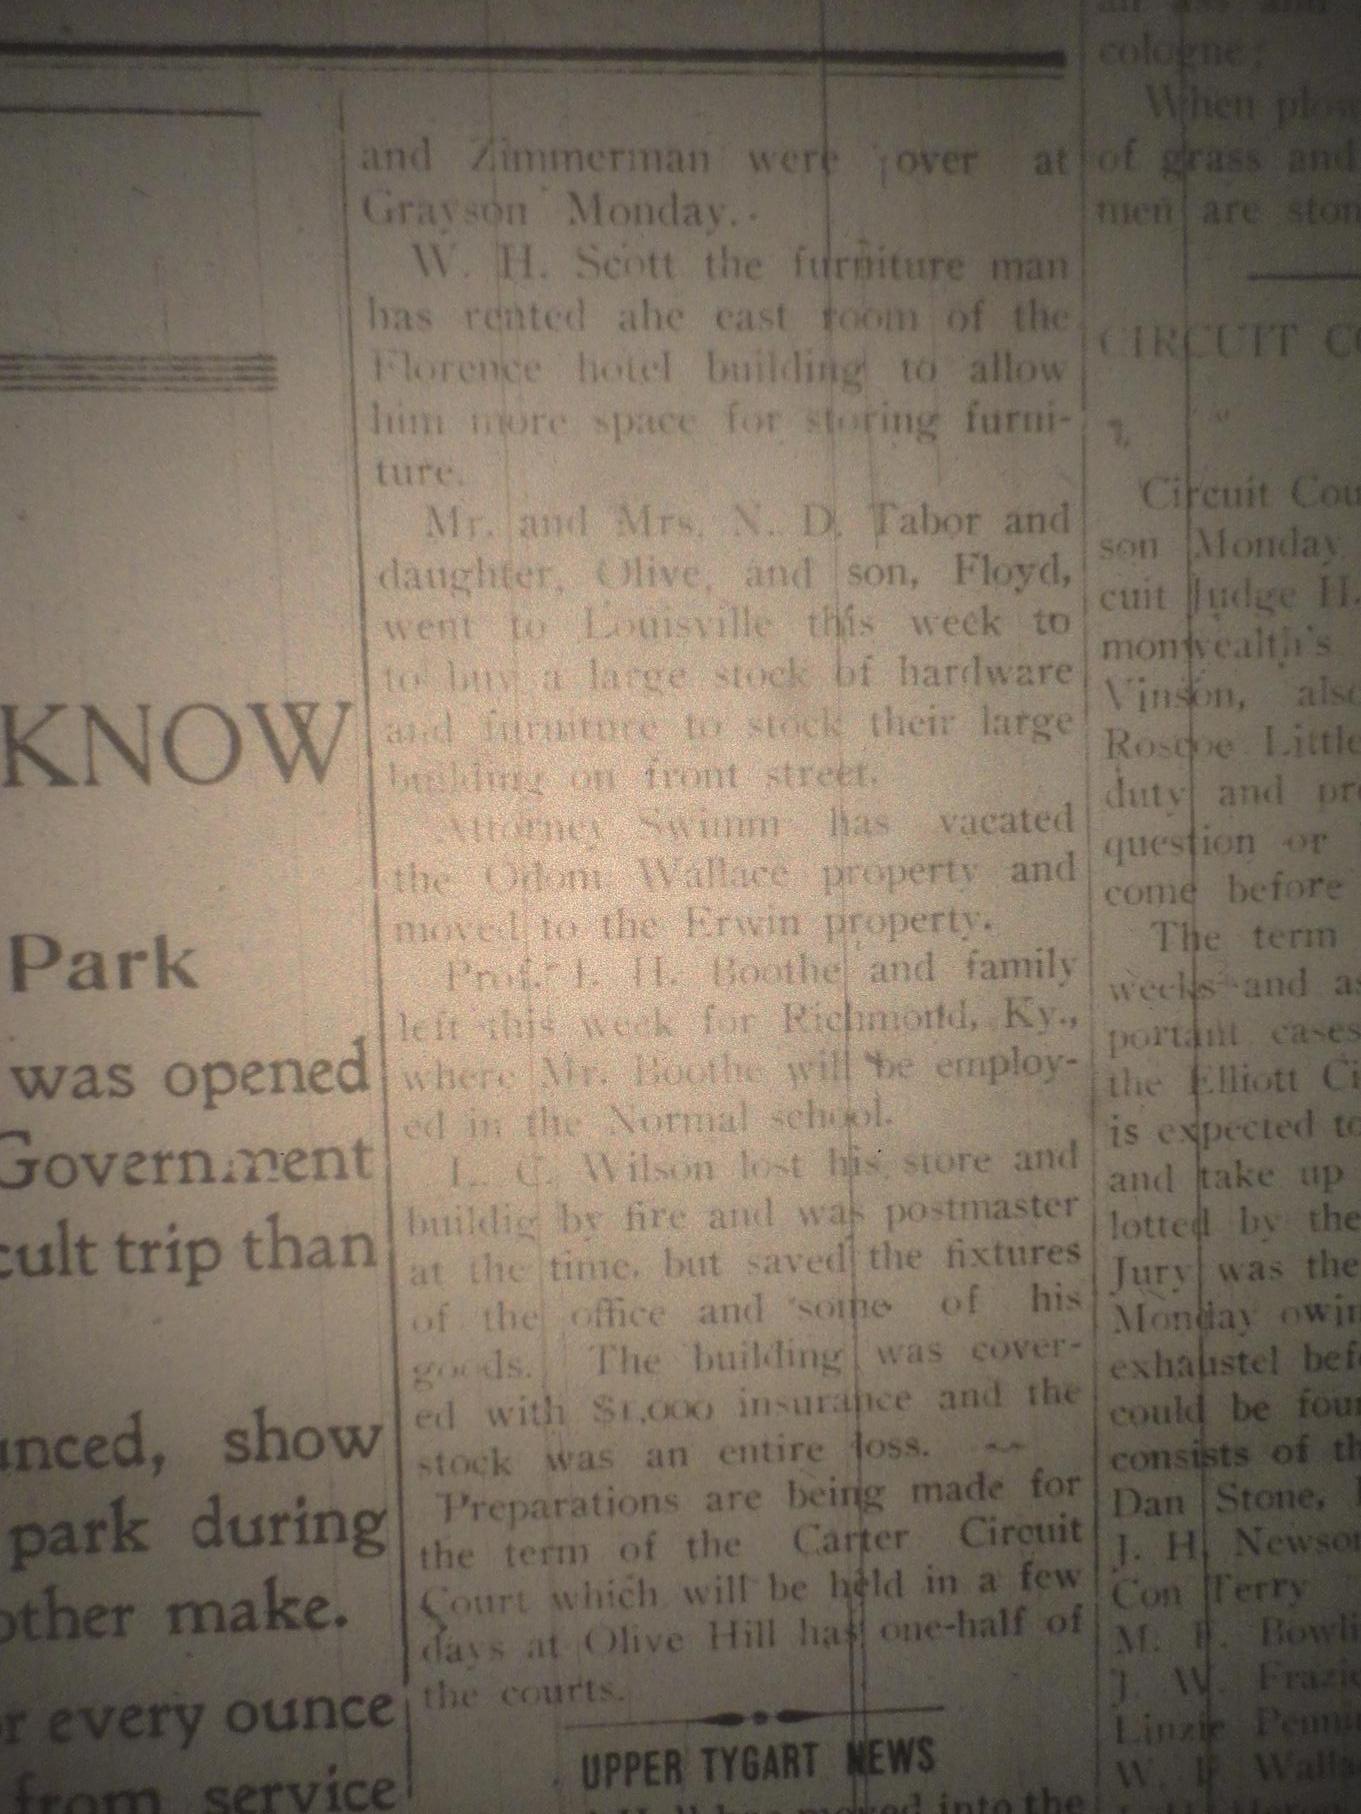 KNOW
Park
was opened
Government
cult trip than
unced, show
park during
other make.
r every ounce
from service
and Zimmerman were over at
Grayson Monday.
W. H. Scott the furniture man
has rented ahe east room of the
Florence hotel building to allow
him more space for storing furni-
ture.
Mr. and Mrs. N. D. Tabor and
daughter, Olive, and son, Floyd,
went to Louisville this week to
to buy a large stock of hardware
and furniture to stock their large
building on front street.
Attorney Swimm has vacated
the Odom Wallace property and
moved to the Erwin property.
Prof. I. H. Boothe and family
left this week for Richmond, Ky.,
where Mr. Boothe will be employ-
ed in the Normal school.
L. C. Wilson lost his store and
buildig by fire and was postmaster
at the time, but saved the fixtures
of the office and some of his
goods. The building was cover-
ed with $1,000 insurance and the
stock was an entire loss.
Preparations are being made for
the term of the Carter Circuit
Court which will be held in a few
days at Olive Hill has one-half of
the courts.
UPPER TYGART NEWS
moved into the
cologne;
When plow
of grass and
men are ston
CIRCUIT CO
Circuit Cou
son Monday
cuit Judge H.
monwealth's
Vinson, also
Roscoe Little
duty and pr
question or
come before
The term
weeks and as
portant cases
the Elliott Ci
is expected to
and take up
lotted by the
Jury was the
Monday owin
exhaustel befo
could be foun
consists of th
Dan Stone,
J. H. Newsom
Con Terry
M. F. Bowli
J. W. Frazie
Linzie
W. Walla